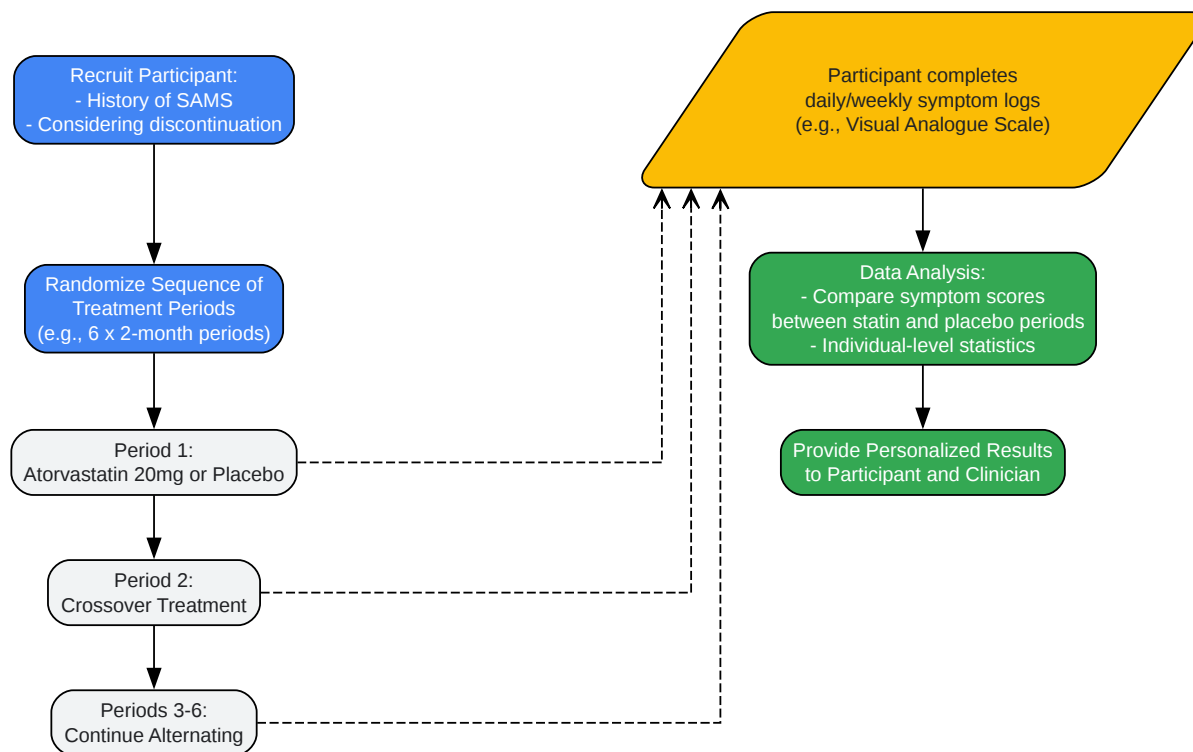 Recruit Participant:
- History of SAMS
- Considering discontinuation
Randomize Sequence of
Treatment Periods
(e.g., 6 x 2-month periods)
Period 1:
Atorvastatin 20mg or Placebo
Period 2:
Crossover Treatment
Periods 3-6:
Continue Alternating
Participant completes
daily/weekly symptom logs
(e.g., Visual Analogue Scale)
Data Analysis:
- Compare symptom scores
between statin and placebo periods
- Individual-level statistics
Provide Personalized Results
to Participant and Clinician